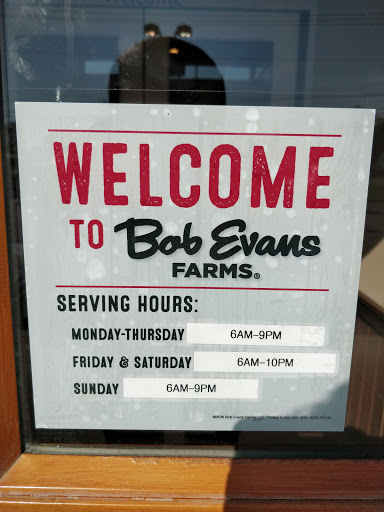 WELCOME
TO Bob Evans
FARMS®
SERVING HOURS:
MONDAY-THURSDAY 6AM–9PM
FRIDAY & SATURDAY 6AM–10PM
SUNDAY 6AM–9PM